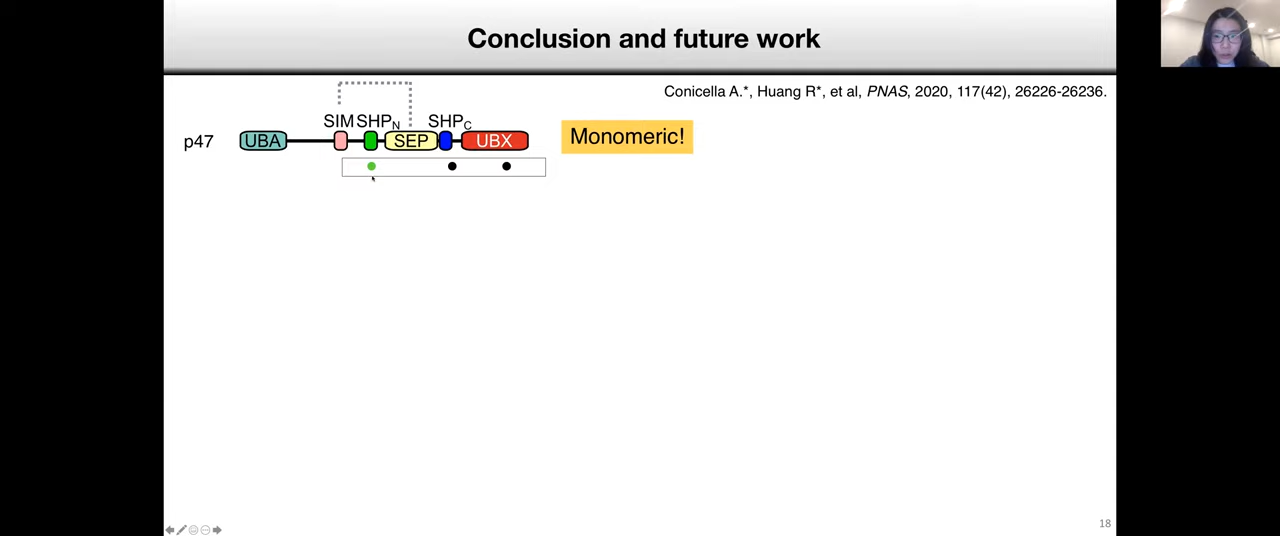 Conclusion and future work
Conicella A.*, Huang R*, et al, PNAS, 2020, 117(42), 26226-26236.
SIM SHPN SHPC
p47 UBA SEP UBX Monomeric!
18